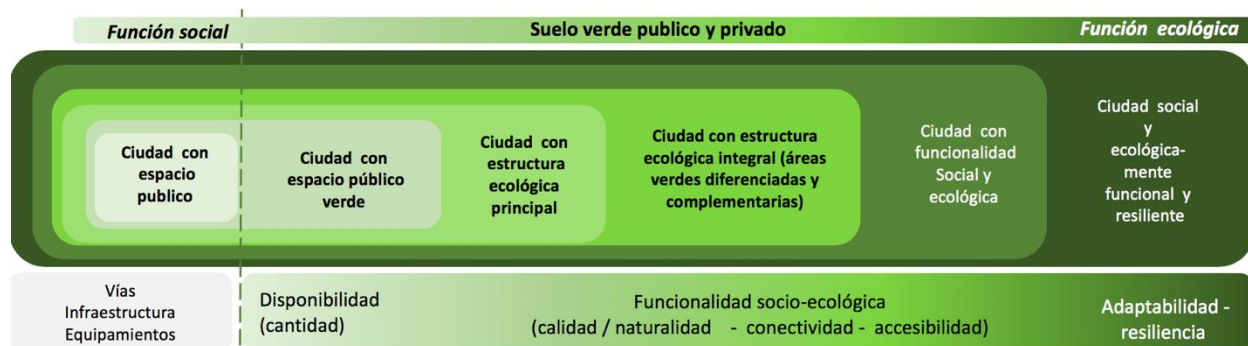 Función social
Suelo verde publico y privado
Función ecológica
Ciudad con
espacio
publico
Ciudad con
espacio público
verde
Ciudad con
estructura
ecológica
principal
Ciudad con estructura
ecológica integral (áreas
verdes diferenciadas y
complementarias)
Ciudad con
funcionalidad
Social y
ecológica
Ciudad social
y
ecológica-
mente
funcional y
resiliente
Vías
Infraestructura
Equipamientos
Disponibilidad
(cantidad)
Funcionalidad socio-ecológica
(calidad / naturalidad - conectividad - accesibilidad)
Adaptabilidad -
resiliencia